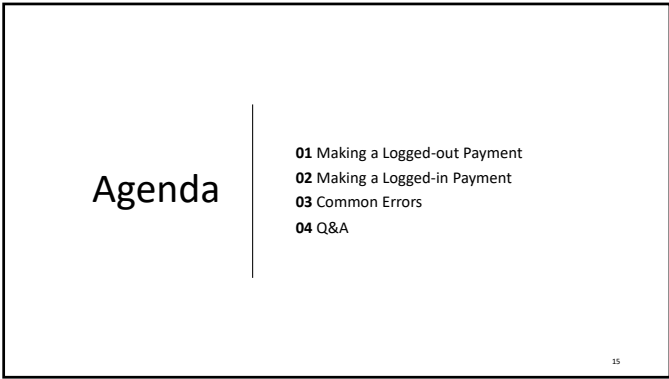 Agenda
01 Making a Logged-out Payment
02 Making a Logged-in Payment
03 Common Errors
04 Q&A
15